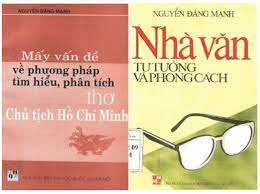 NGUYỄN ĐĂNG MẠNH
Mấy vấn đề
về phương pháp
tìm hiểu, phân tích
thơ
Chủ tịch Hồ Chí Minh
NGUYỄN ĐĂNG MẠNH
Nhà văn
TƯ TƯỞNG
VÀ PHONG CÁCH